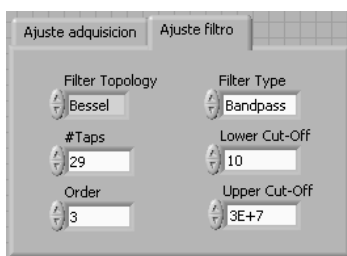 Ajuste adquisicion Ajuste filtro
Filter Topology Filter Type
Bessel Bandpass
#Taps Lower Cut-Off
29 10
Order Upper Cut-Off
3 3E+7